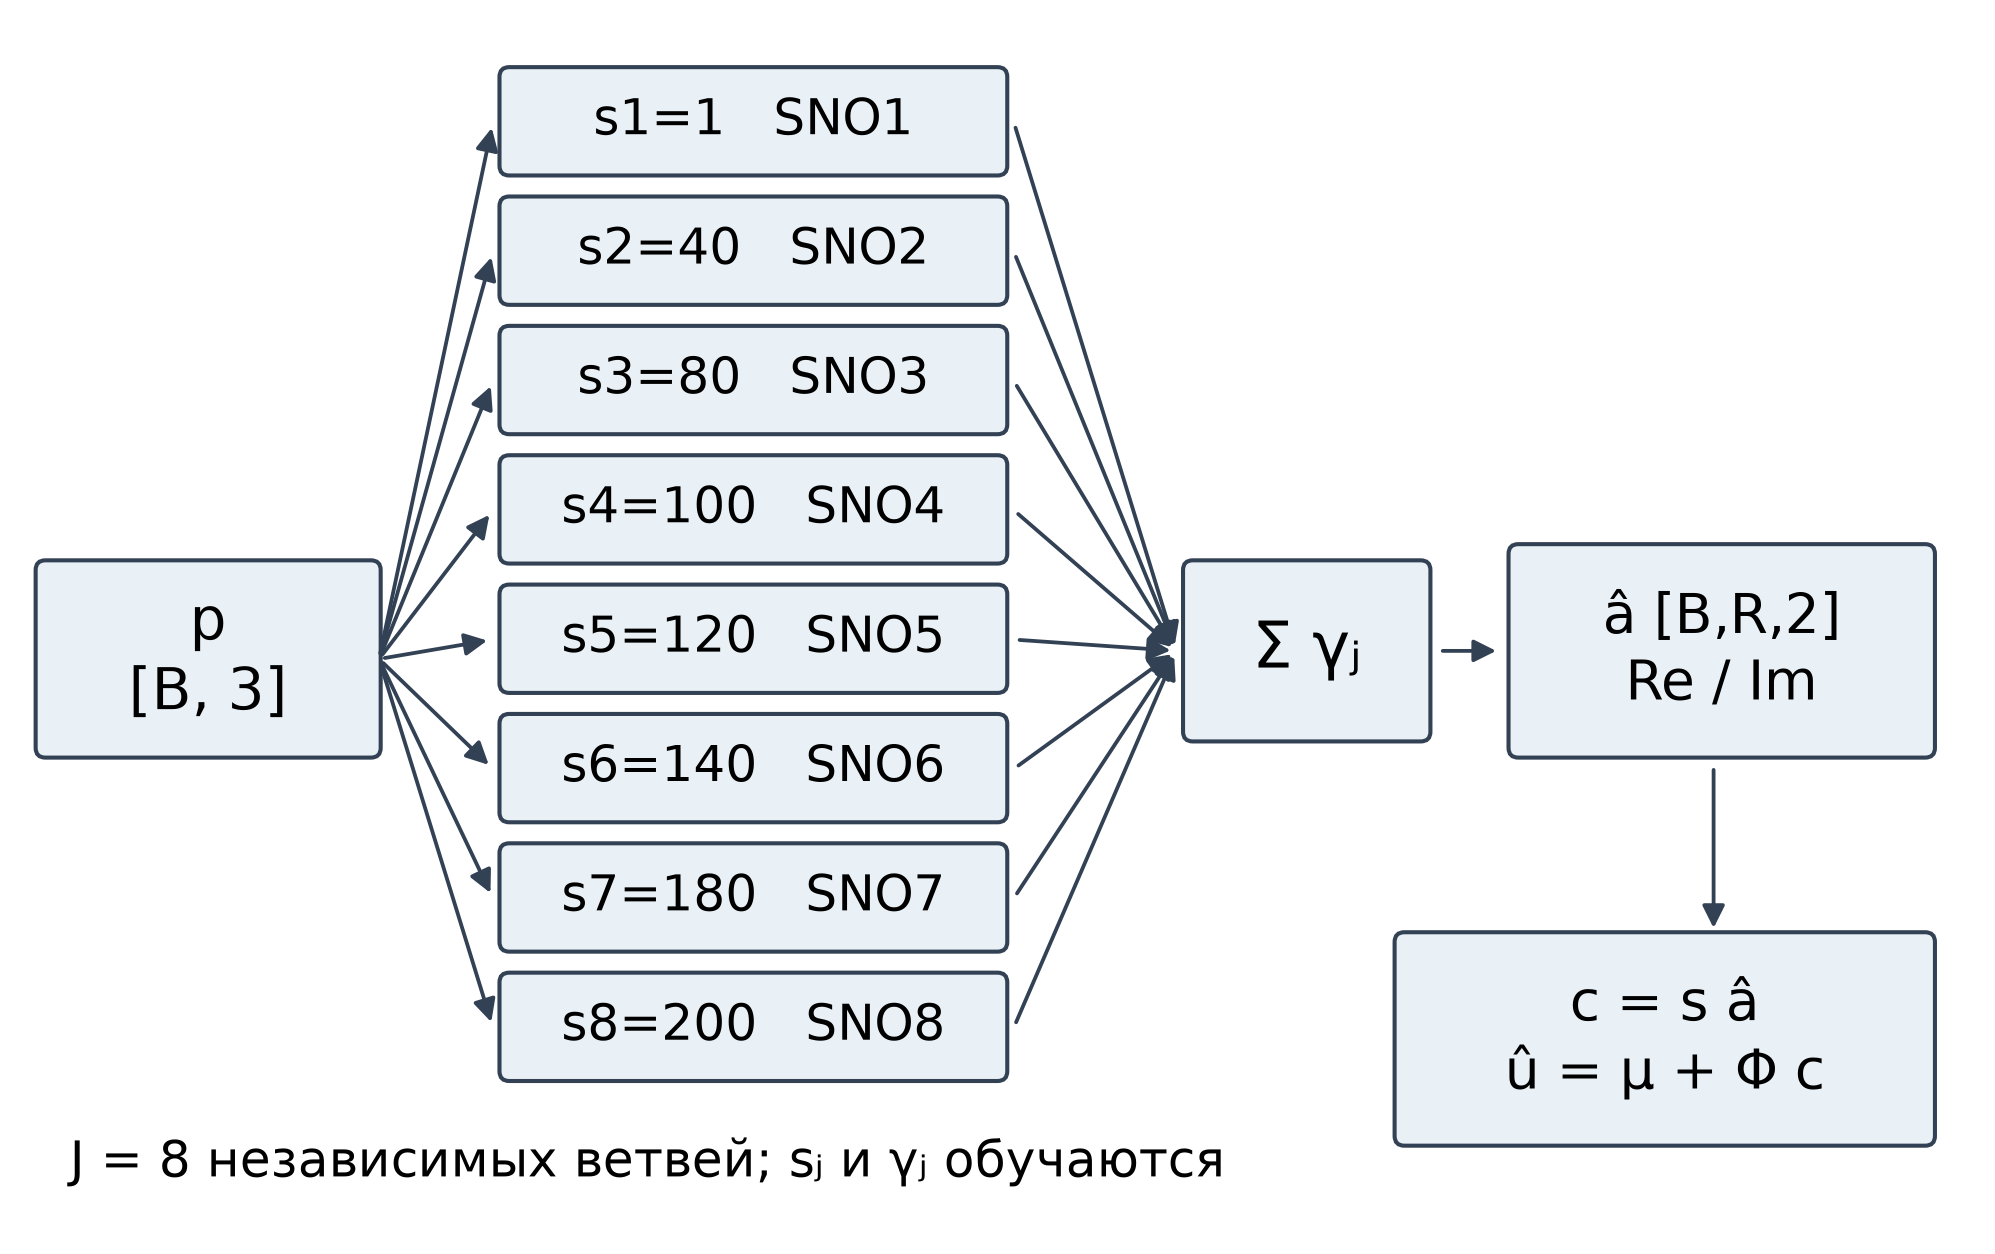 s1=1 SNO1
s2=40 SNO2
s3=80 SNO3
s4=100 SNO4
s5=120 SNO5
s6=140 SNO6
s7=180 SNO7
s8=200 SNO8
p
[B, 3]
Σ γⱼ
â [B,R,2]
Re / Im
c = s â
û = μ + Φ c
J = 8 независимых ветвей; sⱼ и γⱼ обучаются